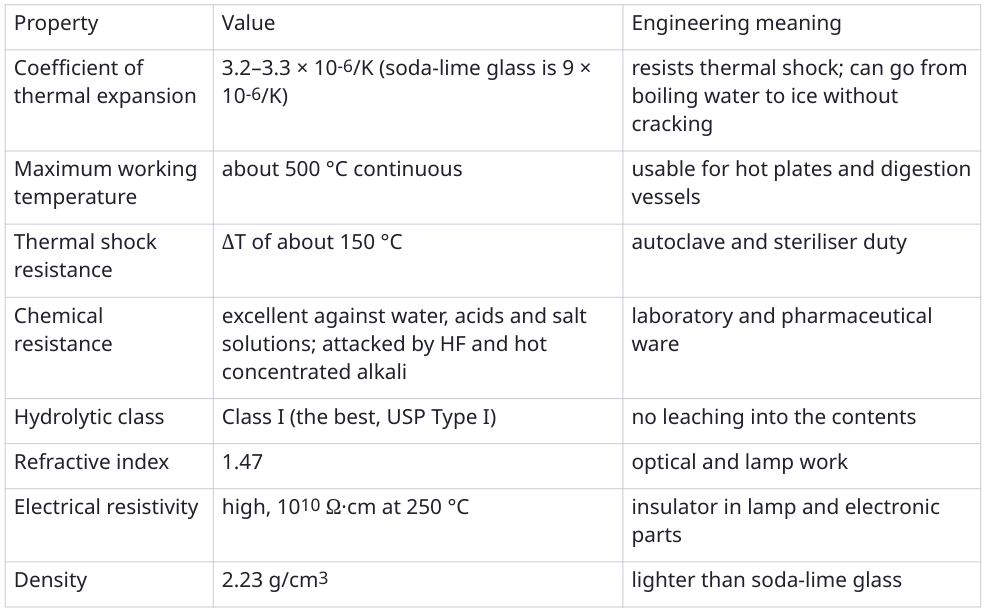 Property Value Engineering meaning
Coefficient of thermal expansion 3.2–3.3 × 10-6/K (soda-lime glass is 9 × 10-6/K) resists thermal shock; can go from boiling water to ice without cracking
Maximum working temperature about 500 °C continuous usable for hot plates and digestion vessels
Thermal shock resistance ΔT of about 150 °C autoclave and steriliser duty
Chemical resistance excellent against water, acids and salt solutions; attacked by HF and hot concentrated alkali laboratory and pharmaceutical ware
Hydrolytic class Class I (the best, USP Type I) no leaching into the contents
Refractive index 1.47 optical and lamp work
Electrical resistivity high, 1010 Ω·cm at 250 °C insulator in lamp and electronic parts
Density 2.23 g/cm3 lighter than soda-lime glass